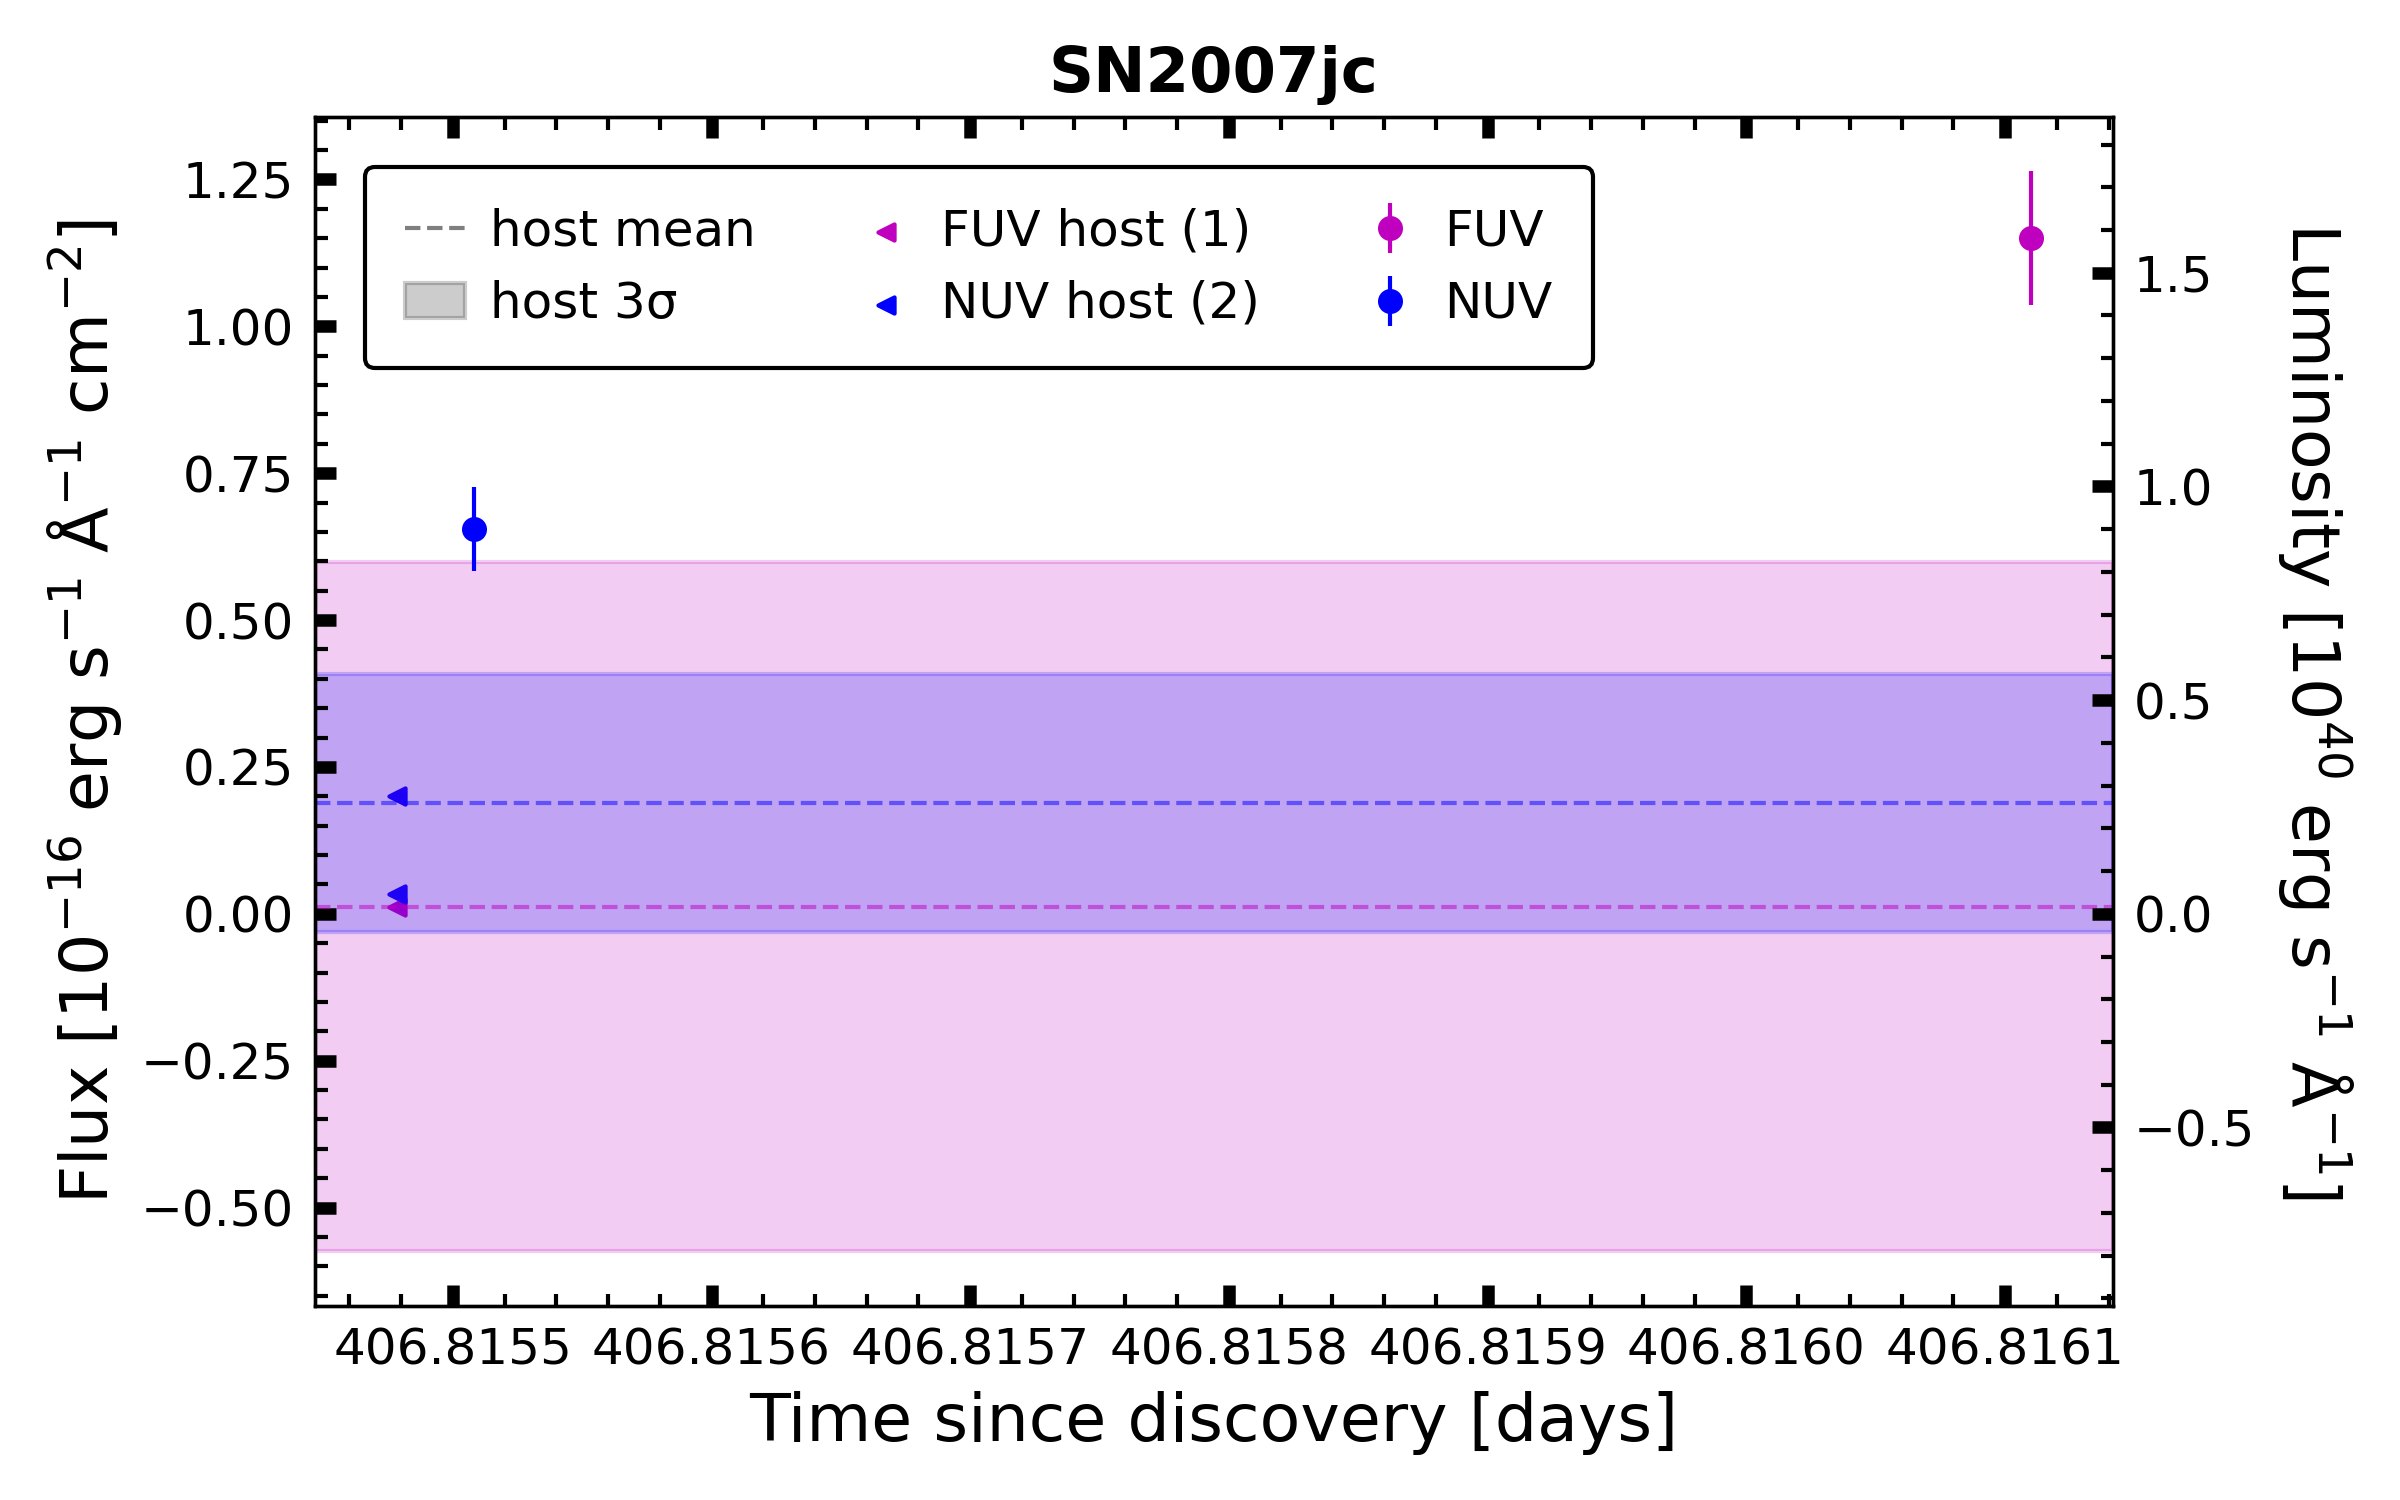 SN2007jc
Flux [10⁻¹⁶ erg s⁻¹ Å⁻¹ cm⁻²]
1.25
1.00
0.75
0.50
0.25
0.00
−0.25
−0.50
host mean
host 3σ
FUV host (1)
NUV host (2)
FUV
NUV
1.5
1.0
0.5
0.0
−0.5
Luminosity [10⁴⁰ erg s⁻¹ Å⁻¹]
406.8155 406.8156 406.8157 406.8158 406.8159 406.8160 406.8161
Time since discovery [days]